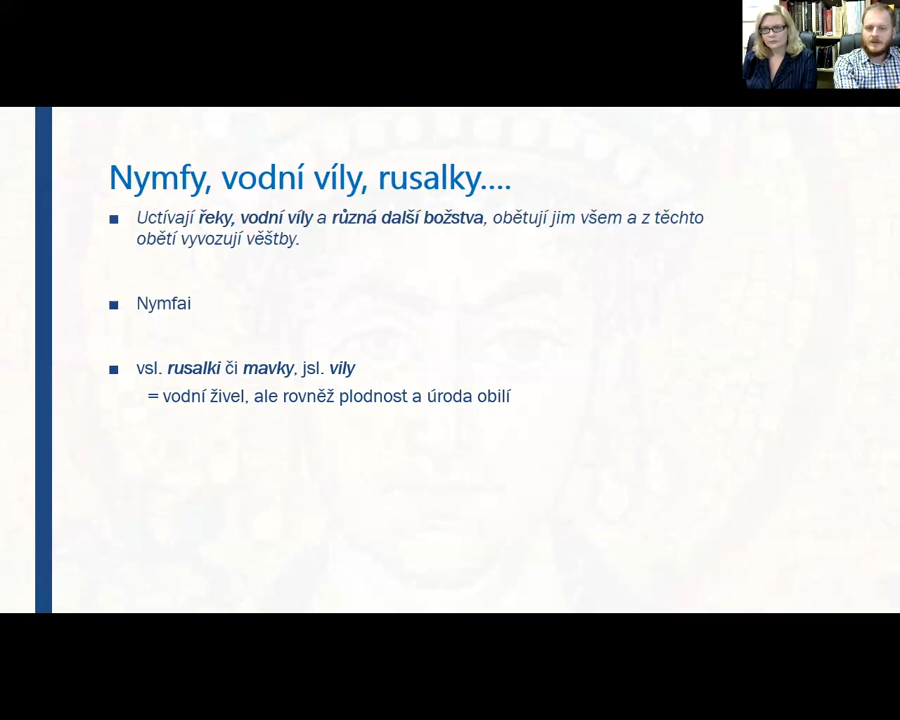 Nymfy, vodní víly, rusalky....
■ Uctívají řeky, vodní víly a různá další božstva, obětují jim všem a z těchto
obětí vyvozují věštby.
■ Nymfai
■ vsl. rusalki či mavky, jsl. vily
= vodní živel, ale rovněž plodnost a úroda obilí